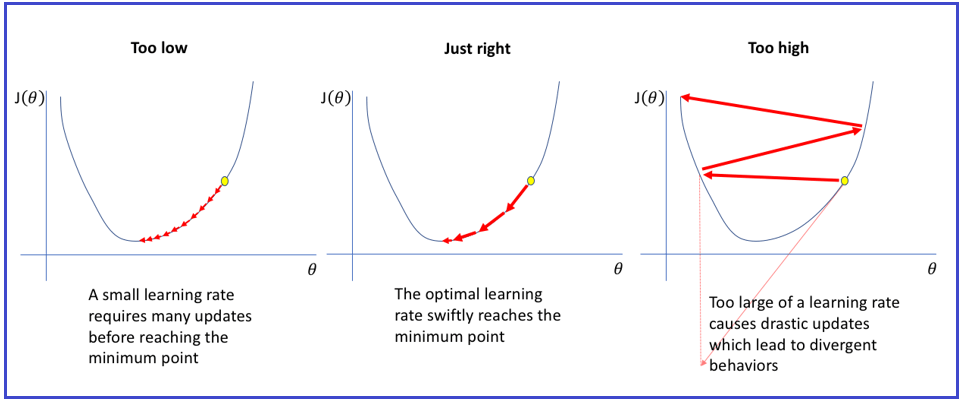 Too low
J(θ)
θ
A small learning rate
requires many updates
before reaching the
minimum point
Just right
J(θ)
θ
The optimal learning
rate swiftly reaches the
minimum point
Too high
J(θ)
θ
Too large of a learning rate
causes drastic updates
which lead to divergent
behaviors